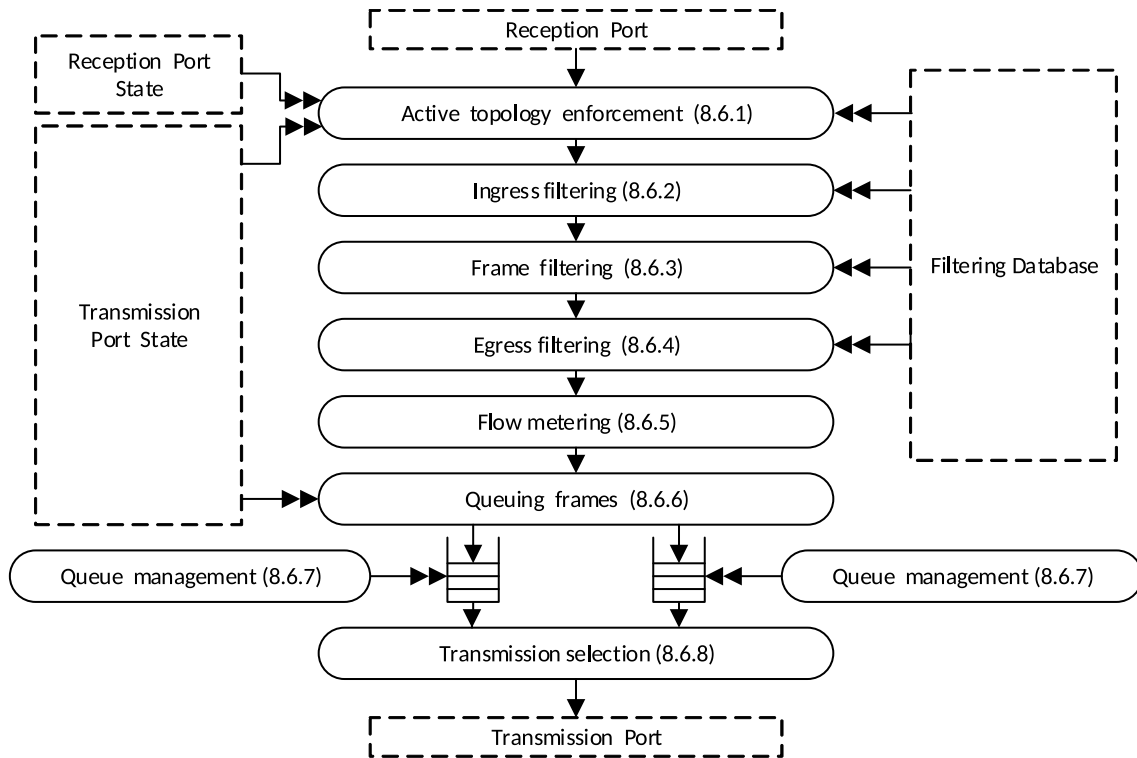 Reception Port
Reception Port
State
Active topology enforcement (8.6.1)
Ingress filtering (8.6.2)
Frame filtering (8.6.3)
Filtering Database
Transmission
Port State
Egress filtering (8.6.4)
Flow metering (8.6.5)
Queuing frames (8.6.6)
Queue management (8.6.7)
Queue management (8.6.7)
Transmission selection (8.6.8)
Transmission Port